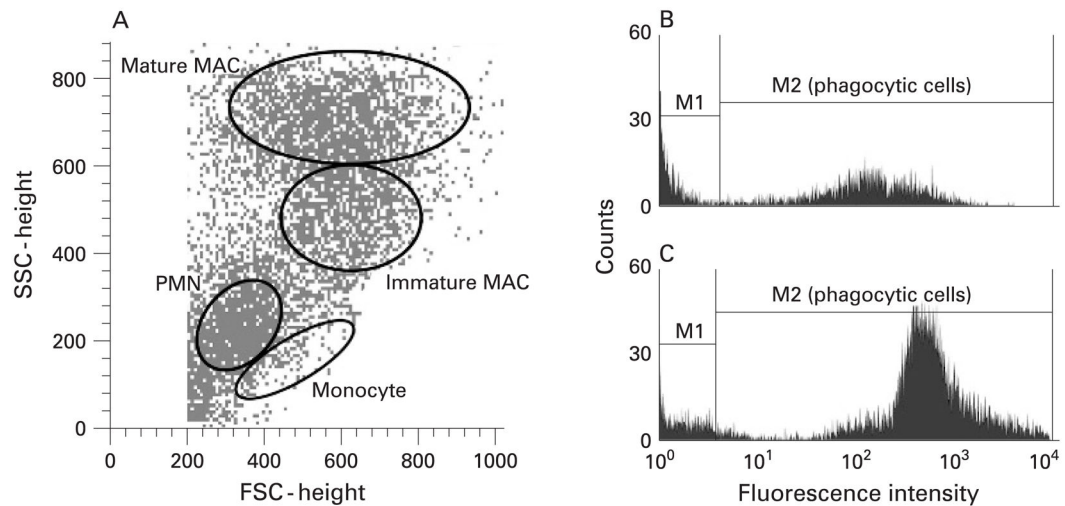 A
SSC-height
800
600
400
200
0
Mature MAC
PMN
Immature MAC
Monocyte
0 200 400 600 800 1000
FSC-height
B
Counts
60
30
0
M1
M2 (phagocytic cells)
C
60
30
0
M1
M2 (phagocytic cells)
10⁰ 10¹ 10² 10³ 10⁴
Fluorescence intensity